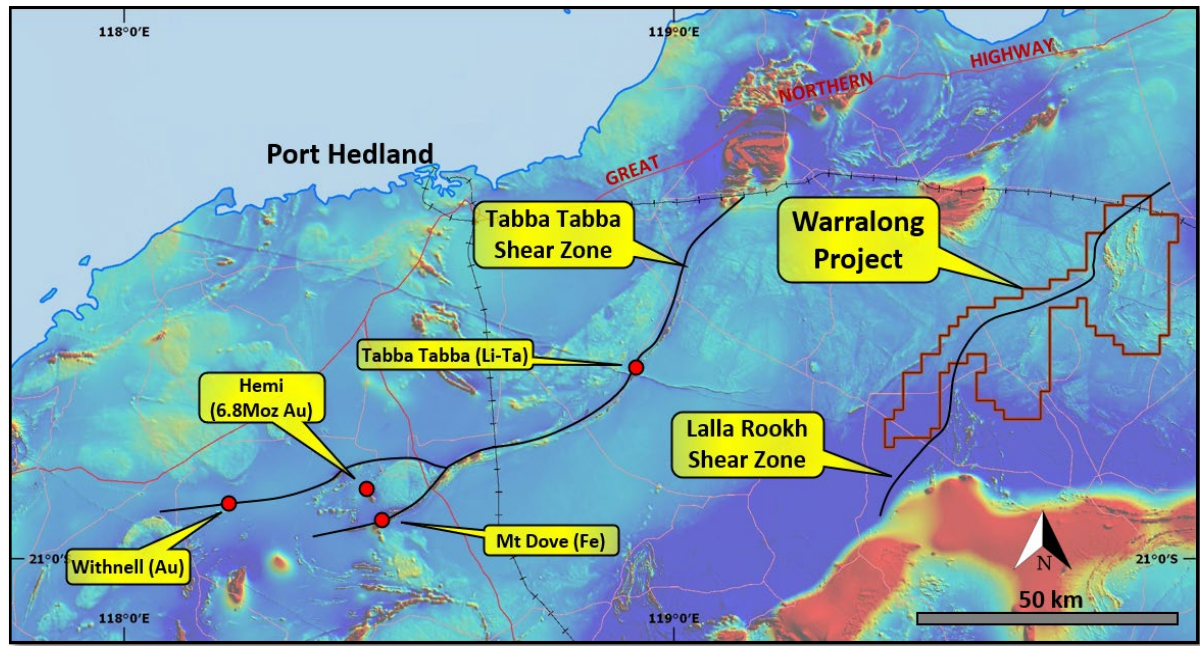 118°0'E
119°0'E
HIGHWAY
NORTHERN
GREAT
Port Hedland
Tabba Tabba
Shear Zone
Warralong
Project
Tabba Tabba (Li-Ta)
Hemi
(6.8Moz Au)
Lalla Rookh
Shear Zone
Mt Dove (Fe)
Withnell (Au)
21°0'S
21°0'S
N
50 km
118°0'E
119°0'E